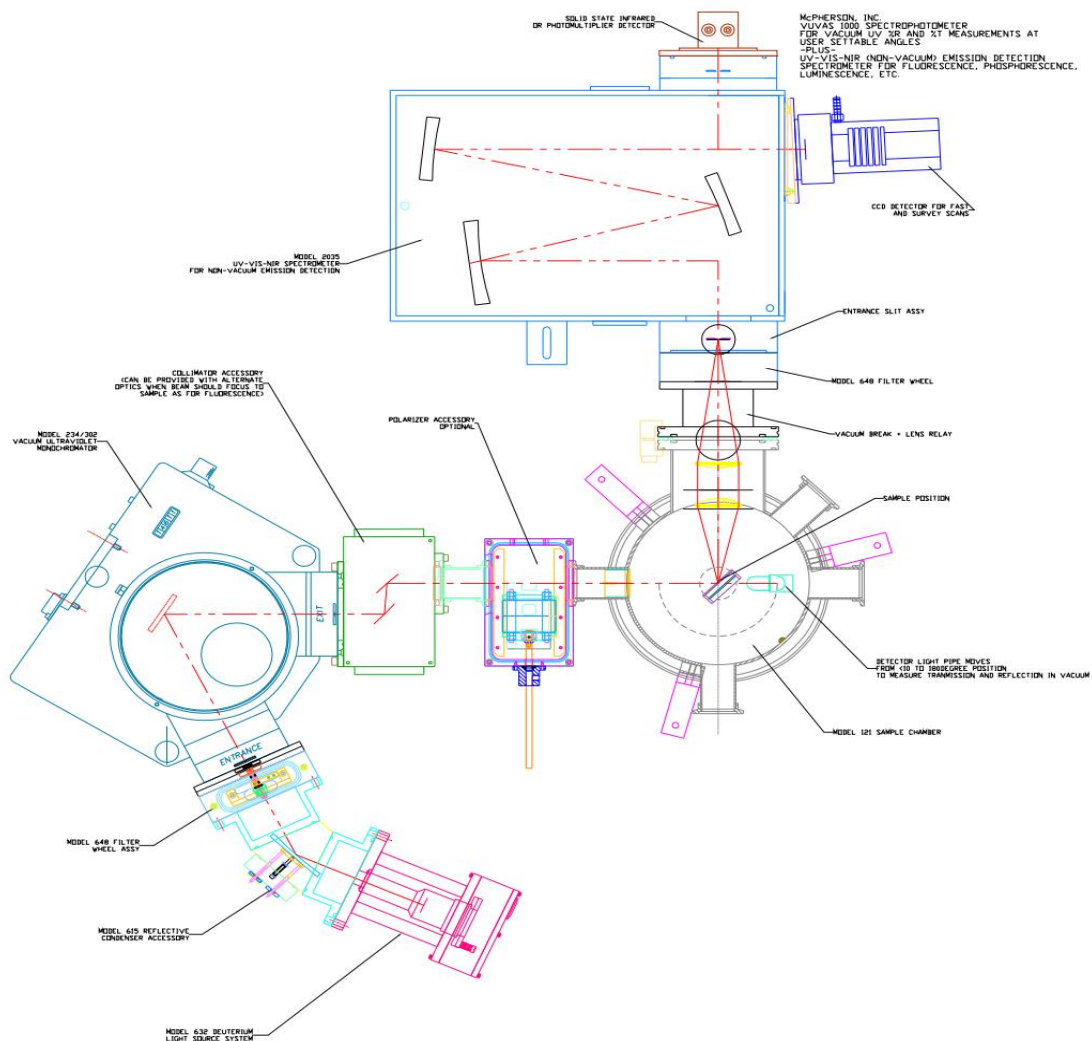 SOLID STATE INFRARED
OR PHOTOMULTIPLIER DETECTOR
McPHERSON, INC.
VUVAS 1000 SPECTROPHOTOMETER
FOR VACUUM UV %R AND %T MEASUREMENTS AT
USER SETTABLE ANGLES
-PLUS-
UV-VIS-NIR (NON-VACUUM) EMISSION DETECTION
SPECTROMETER FOR FLUORESCENCE, PHOSPHORESCENCE,
LUMINESCENCE, ETC.
CCD DETECTOR FOR FAST
AND SURVEY SCANS
MODEL 2035
UV-VIS-NIR SPECTROMETER
FOR NON-VACUUM EMISSION DETECTION
ENTRANCE SLIT ASSY
COLLIMATOR ACCESSORY
(CAN BE PROVIDED WITH ALTERNATE
OPTICS WHEN BEAM SHOULD FOCUS TO
SAMPLE AS FOR FLUORESCENCE)
MODEL 648 FILTER WHEEL
POLARIZER ACCESSORY
OPTIONAL
MODEL 234/302
VACUUM ULTRAVIOLET
MONOCHROMATOR
VACUUM BREAK + LENS RELAY
SAMPLE POSITION
EXIT
DETECTOR LIGHT PIPE MOVES
FROM <10 TO 180DEGREE POSITION
TO MEASURE TRANMISSION AND REFLECTION IN VACUUM
MODEL 121 SAMPLE CHAMBER
ENTRANCE
MODEL 648 FILTER
WHEEL ASSY
MODEL 615 REFLECTIVE
CONDENSER ACCESSORY
MODEL 632 DEUTERIUM
LIGHT SOURCE SYSTEM